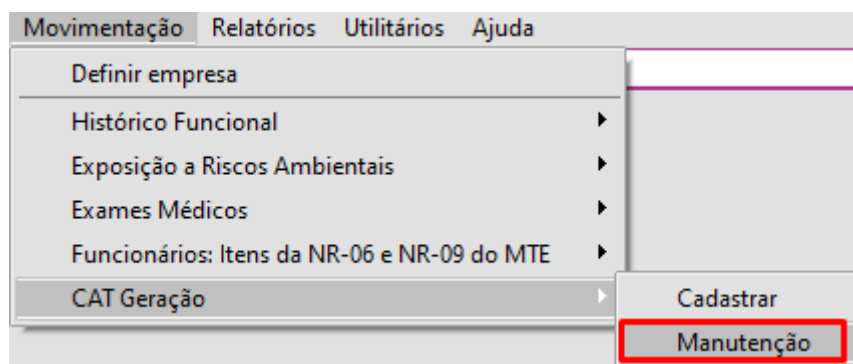 Movimentação Relatórios Utilitários Ajuda
Definir empresa
Histórico Funcional
Exposição a Riscos Ambientais
Exames Médicos
Funcionários: Itens da NR-06 e NR-09 do MTE
CAT Geração
Cadastrar
Manutenção